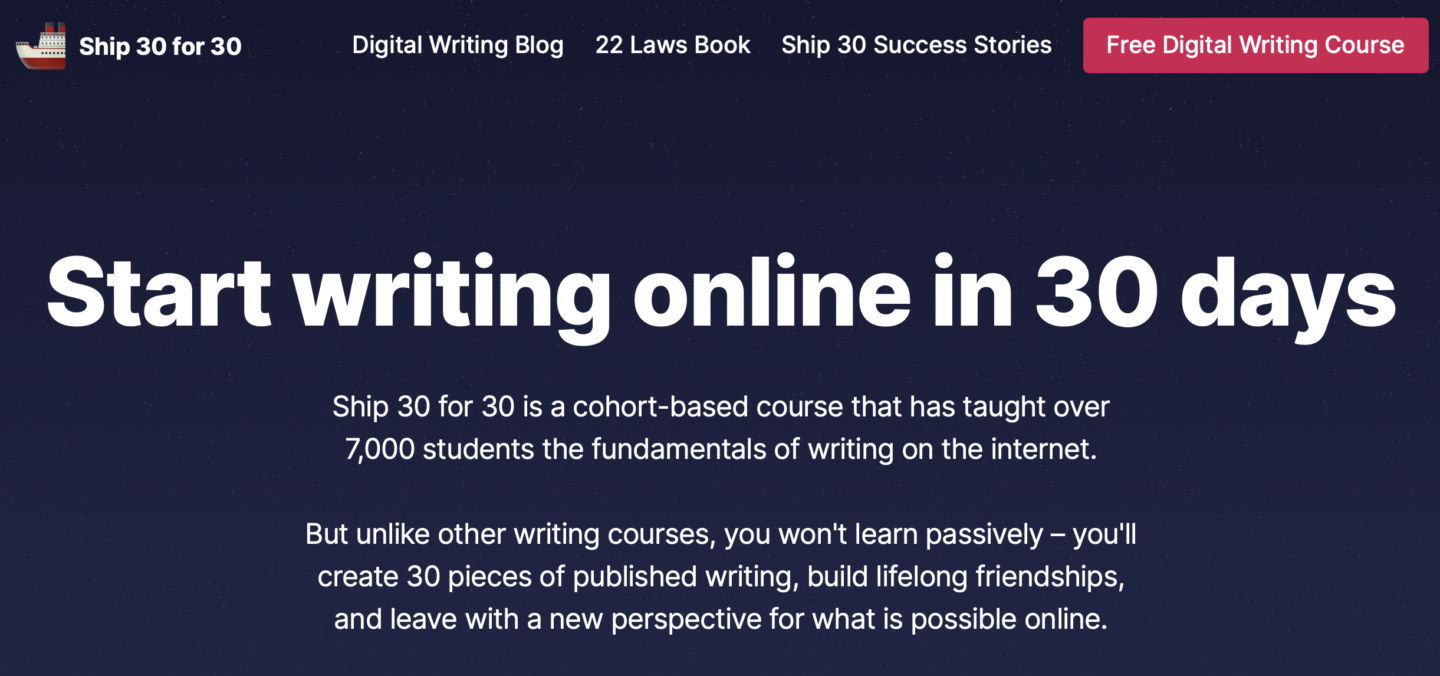 Ship 30 for 30
Digital Writing Blog
22 Laws Book
Ship 30 Success Stories
Free Digital Writing Course
Start writing online in 30 days
Ship 30 for 30 is a cohort-based course that has taught over
7,000 students the fundamentals of writing on the internet.
But unlike other writing courses, you won't learn passively – you'll
create 30 pieces of published writing, build lifelong friendships,
and leave with a new perspective for what is possible online.